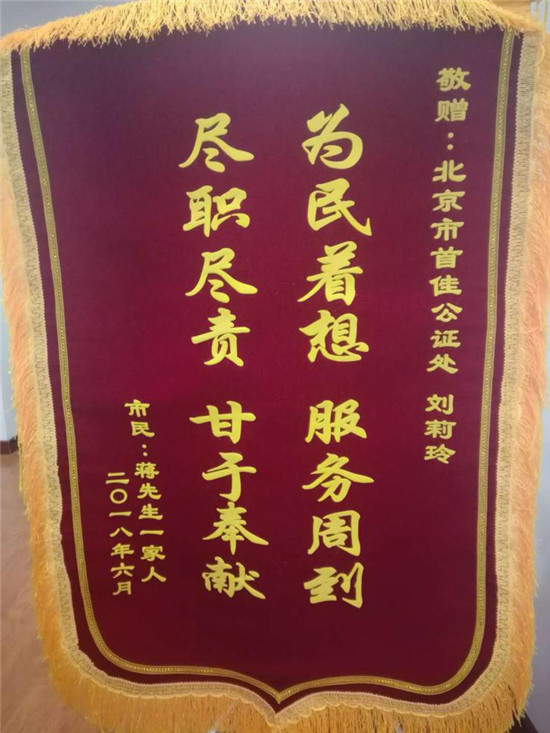 敬赠：北京市首佳公证处 刘莉玲
为民着想 服务周到
尽职尽责 甘于奉献
市民：蒋先生一家人
二〇一八年六月